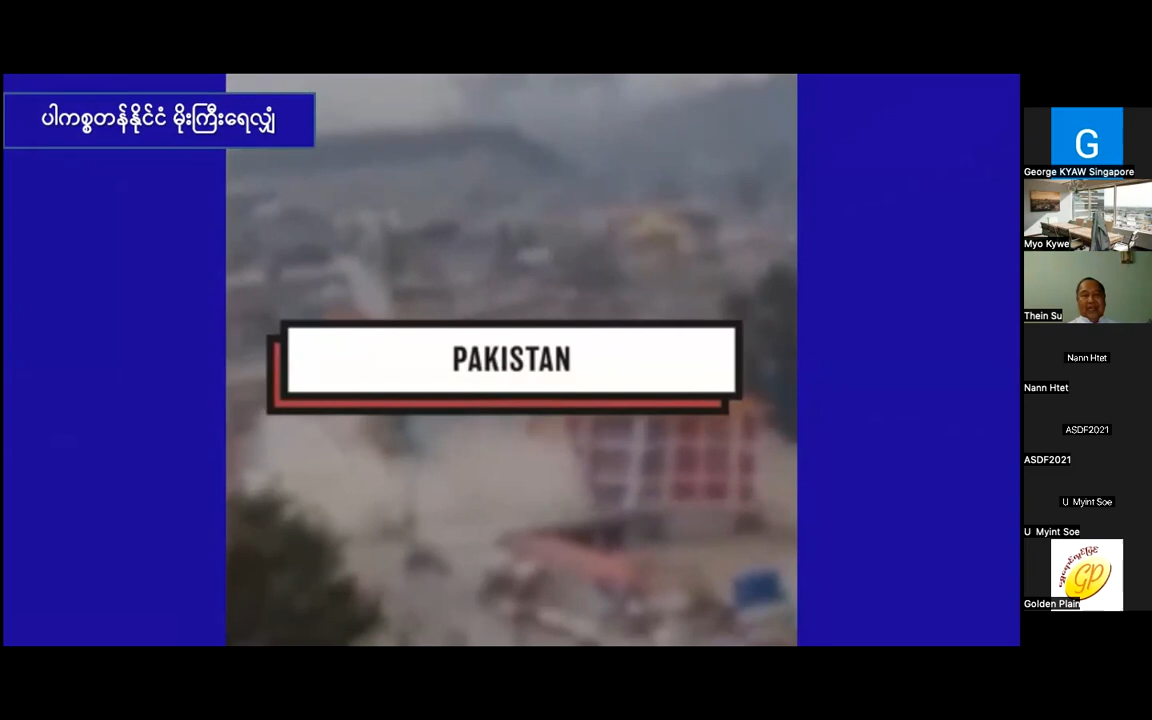 ပါကစ္စတန်နိုင်ငံ မိုးကြီးရေလျှံ
PAKISTAN
G
George KYAW Singapore
Myo Kywe
Thein Su
Nann Htet
Nann Htet
ASDF2021
ASDF2021
U Myint Soe
U Myint Soe
GP
Golden Plain